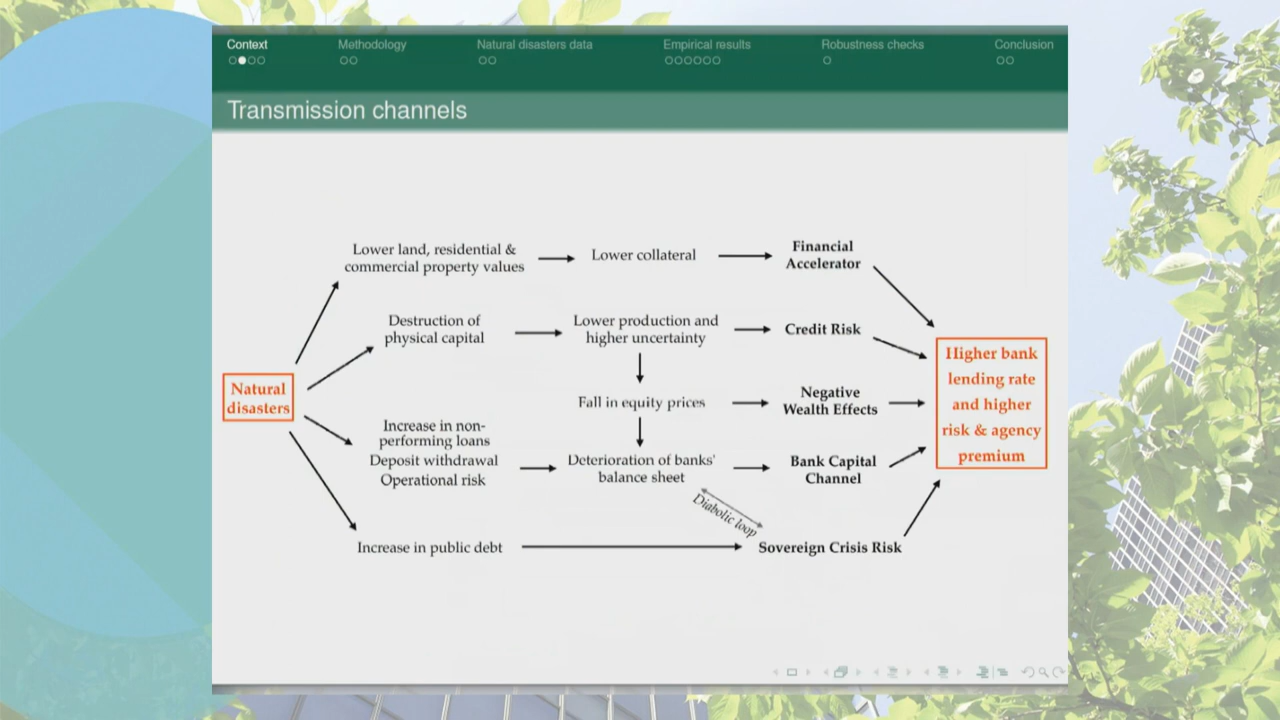 Context Methodology Natural disasters data Empirical results Robustness checks Conclusion
Transmission channels
Lower land, residential &
commercial property values
Lower collateral
Financial
Accelerator
Destruction of
physical capital
Lower production and
higher uncertainty
Credit Risk
Natural
disasters
Fall in equity prices
Negative
Wealth Effects
Higher bank
lending rate
and higher
risk & agency
premium
Increase in non-
performing loans
Deposit withdrawal
Operational risk
Deterioration of banks'
balance sheet
Bank Capital
Channel
Diabolic loop
Increase in public debt
Sovereign Crisis Risk